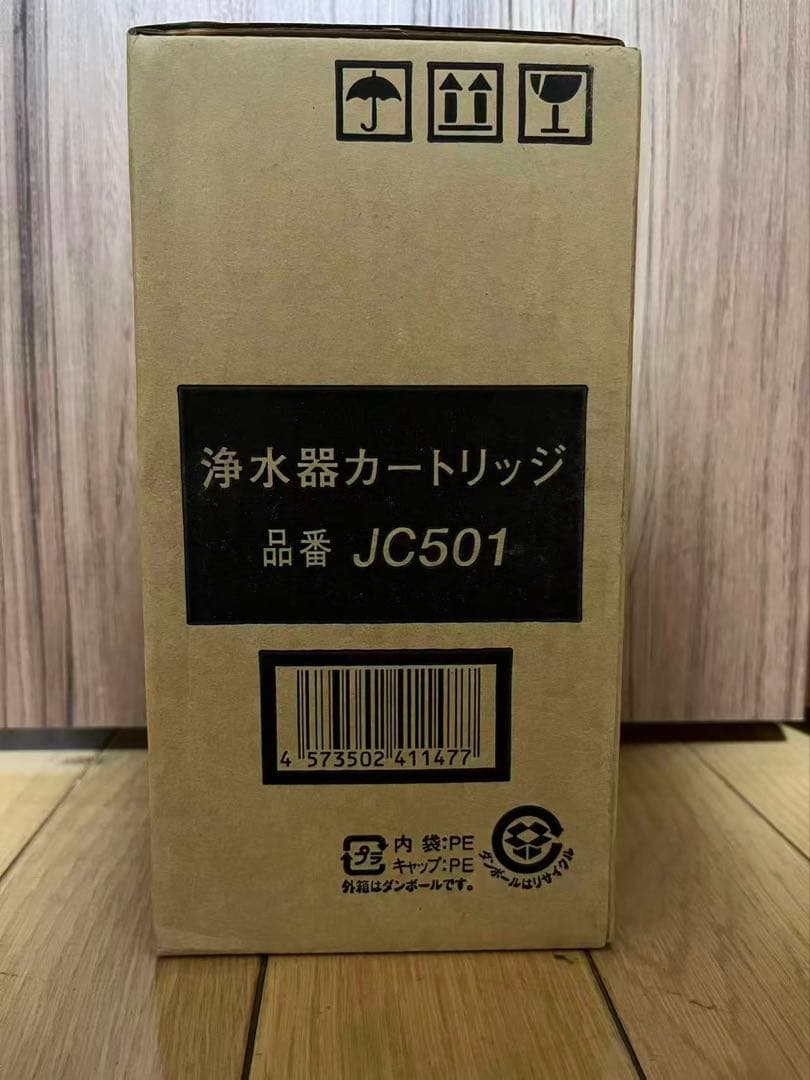 浄水器カートリッジ
品番 JC501
4 573502 411477
プラ
内 袋:PE
キャップ:PE
外箱はダンボールです。
ダンボールはリサイクル